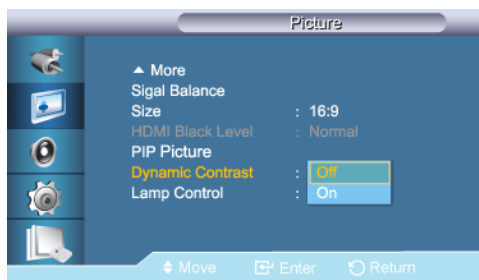 Picture
▲ More
Sigal Balance
Size : 16:9
HDMI Black Level : Normal
PIP Picture
Dynamic Contrast : Off
Lamp Control : On
Move Enter Return